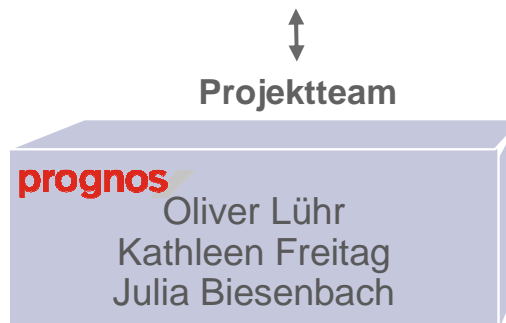 Projektteam
prognos
Oliver Lühr
Kathleen Freitag
Julia Biesenbach